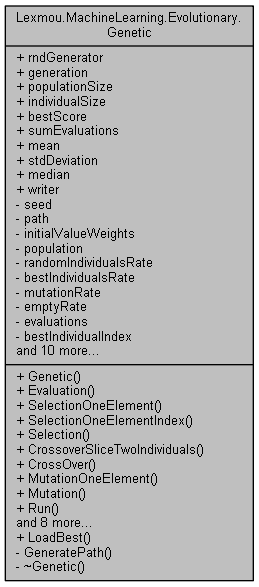 Lexmou.MachineLearning.Evolutionary.
Genetic
+ rndGenerator
+ generation
+ populationSize
+ individualSize
+ bestScore
+ sumEvaluations
+ mean
+ stdDeviation
+ median
+ writer
- seed
- path
- initialValueWeights
- population
- randomIndividualsRate
- bestIndividualsRate
- mutationRate
- emptyRate
- evaluations
- bestIndividualIndex
and 10 more...
+ Genetic()
+ Evaluation()
+ SelectionOneElement()
+ SelectionOneElementIndex()
+ Selection()
+ CrossoverSliceTwoIndividuals()
+ CrossOver()
+ MutationOneElement()
+ Mutation()
+ Run()
and 8 more...
+ LoadBest()
- GeneratePath()
- ~Genetic()